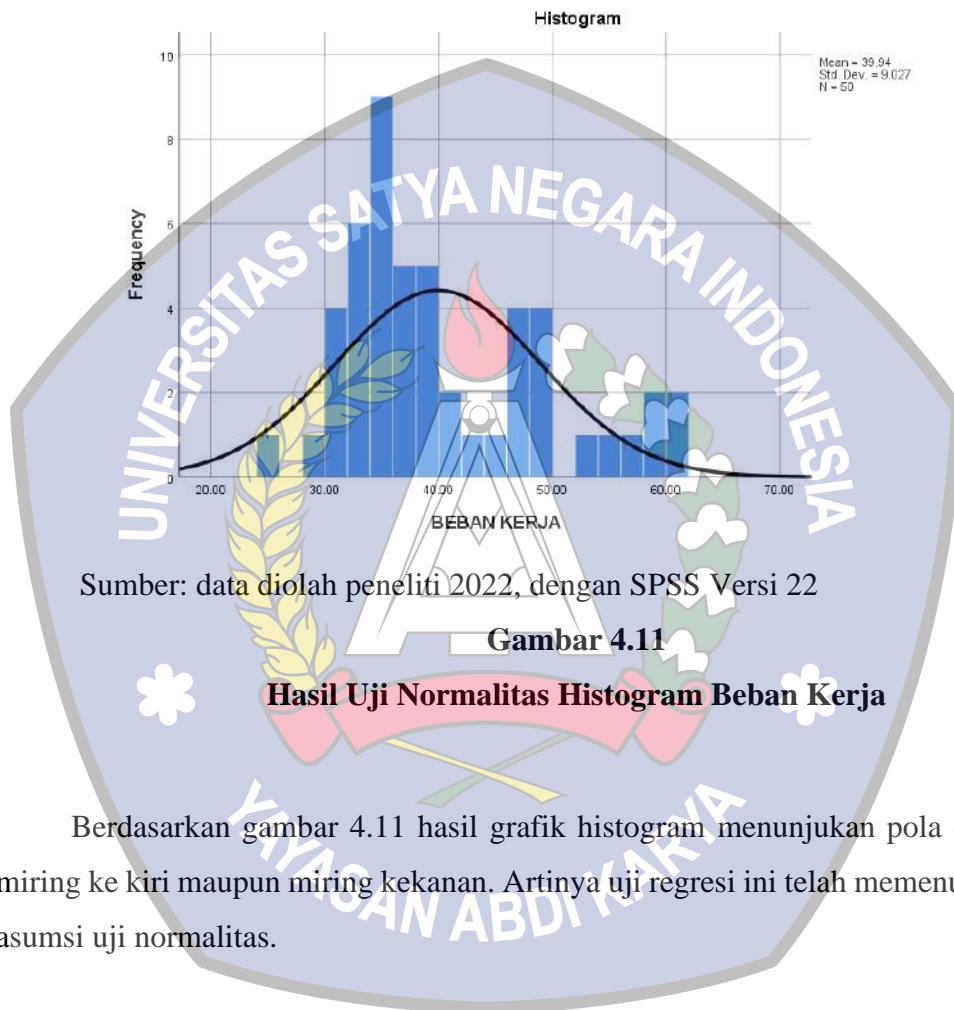 Histogram
Mean = 39.94
Std. Dev. = 9.027
N = 50
10
8
6
4
2
0
Frequency
20.00 30.00 40.00 50.00 60.00 70.00
BEBAN KERJA
UNIVERSITAS SATYA NEGARA INDONESIA
Sumber: data diolah peneliti 2022, dengan SPSS Versi 22
Gambar 4.11
Hasil Uji Normalitas Histogram Beban Kerja
YAYASAN ABDI KARYA
Berdasarkan gambar 4.11 hasil grafik histogram menunjukan pola
miring ke kiri maupun miring kekanan. Artinya uji regresi ini telah memenu
asumsi uji normalitas.